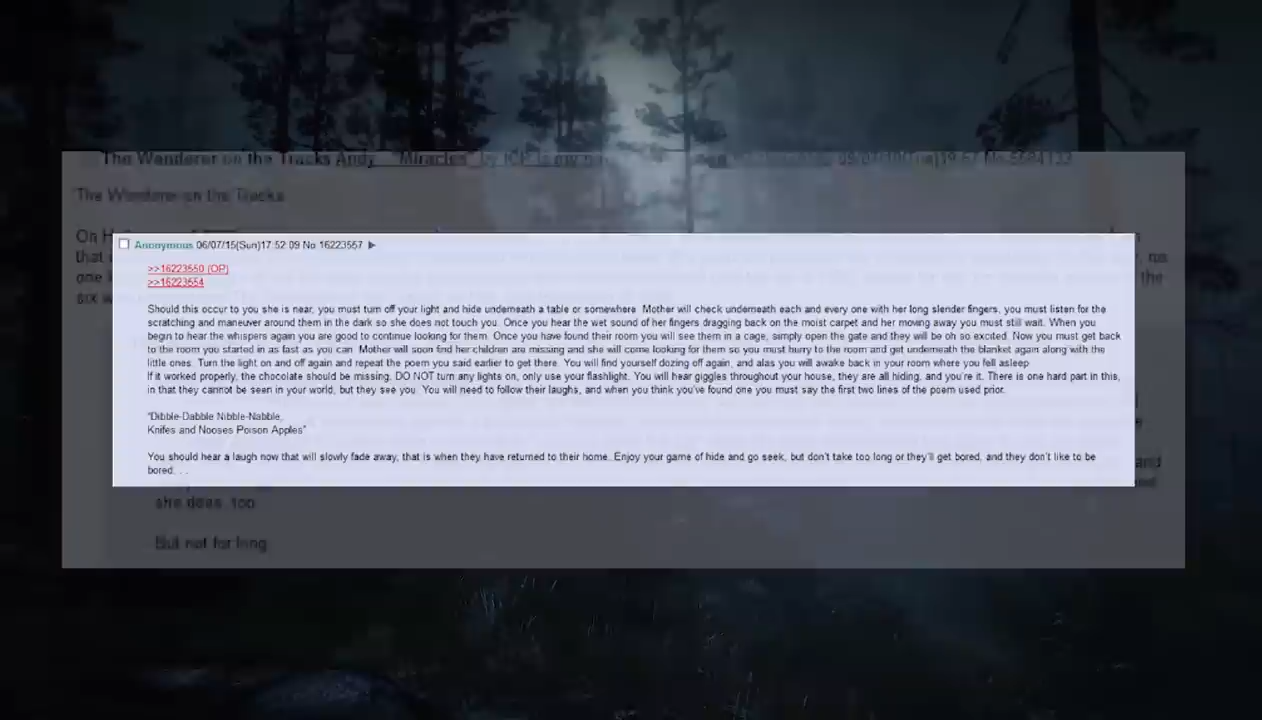 The Wanderer on the Tracks Andy "Miracles" by ICP is my
The Wanderer on the Tracks
On
that
one
six
Anonymous 06/07/15(Sun)17:52:09 No.16223557 ▶
>>16223550 (OP)
>>16223554
Should this occur to you she is near, you must turn off your light and hide underneath a table or somewhere. Mother will check underneath each and every one with her long slender fingers, you must listen for the
scratching and maneuver around them in the dark so she does not touch you. Once you hear the wet sound of her fingers dragging back on the moist carpet and her moving away you must still wait. When you
begin to hear the whispers again you are good to continue looking for them. Once you have found their room you will see them in a cage, simply open the gate and they will be oh so excited. Now you must get back
to the room you started in as fast as you can. Mother will soon find her children are missing and she will come looking for them so you must hurry to the room and get underneath the blanket again along with the
little ones. Turn the light on and off again and repeat the poem you said earlier to get there. You will find yourself dozing off again, and alas you will awake back in your room where you fell asleep.
If it worked properly, the chocolate should be missing. DO NOT turn any lights on, only use your flashlight. You will hear giggles throughout your house, they are all hiding, and you're it. There is one hard part in this,
in that they cannot be seen in your world, but they see you. You will need to follow their laughs, and when you think you've found one you must say the first two lines of the poem used prior.
"Dibble-Dabble Nibble-Nabble,
Knifes and Nooses Poison Apples"
You should hear a laugh now that will slowly fade away, that is when they have returned to their home. Enjoy your game of hide and go seek, but don't take too long or they'll get bored, and they don't like to be
bored. . .
the
and
she does, too.
But not for long.